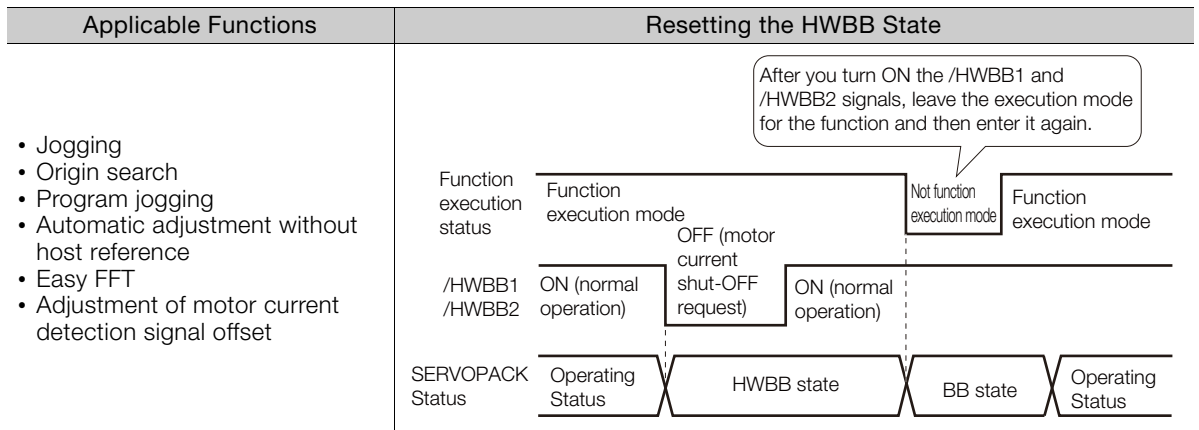 Applicable Functions
Resetting the HWBB State
• Jogging
• Origin search
• Program jogging
• Automatic adjustment without
host reference
• Easy FFT
• Adjustment of motor current
detection signal offset
After you turn ON the /HWBB1 and
/HWBB2 signals, leave the execution mode
for the function and then enter it again.
Function
execution
status
Function
execution mode
Not function
execution mode
Function
execution mode
/HWBB1
/HWBB2
ON (normal
operation)
OFF (motor
current
shut-OFF
request)
ON (normal
operation)
SERVOPACK
Status
Operating
Status
HWBB state
BB state
Operating
Status